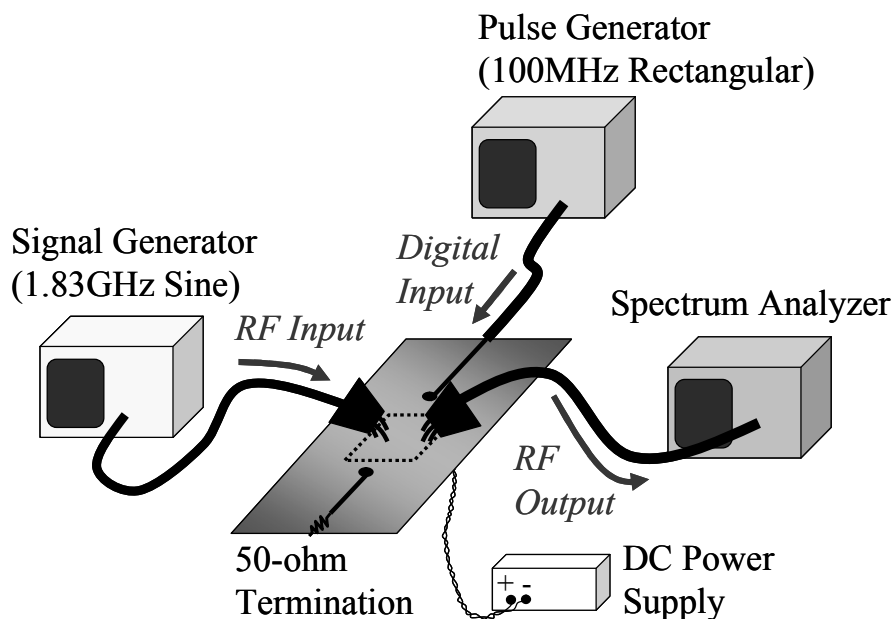 Pulse Generator
(100MHz Rectangular)
Signal Generator
(1.83GHz Sine)
Digital
Input
RF Input
Spectrum Analyzer
RF
Output
50-ohm
Termination
+ -
DC Power
Supply